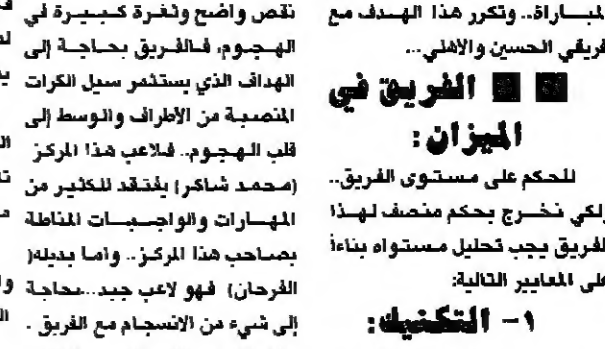 لمباراة.. وتكرر هذا الهدف مع
فريقي الحسين والاهلي...
الفريق في
الميزان:
للحكم على مستوى الفريق..
ولكي نخرج بحكم منصف لهذا
لفريق يجب تحليل مستواه بناءاً
على المعايير التالية:
١- التكنيك:
نقص واضح وثغرة كبيرة في
الهجوم، فالفريق بحاجة إلى
الهداف الذي يستثمر سيل الكرات
المنصبة من الأطراف والوسط إلى
قلب الهجوم.. فلاعب هذا المركز
(محمد شاكر) يفتقد للكثير من
المهارات والواجبات المناطة
بصاحب هذا المركز.. واما بديله(
الفرحان) فهو لاعب جيد...بحاجة
إلى شيء من الانسجام مع الفريق.